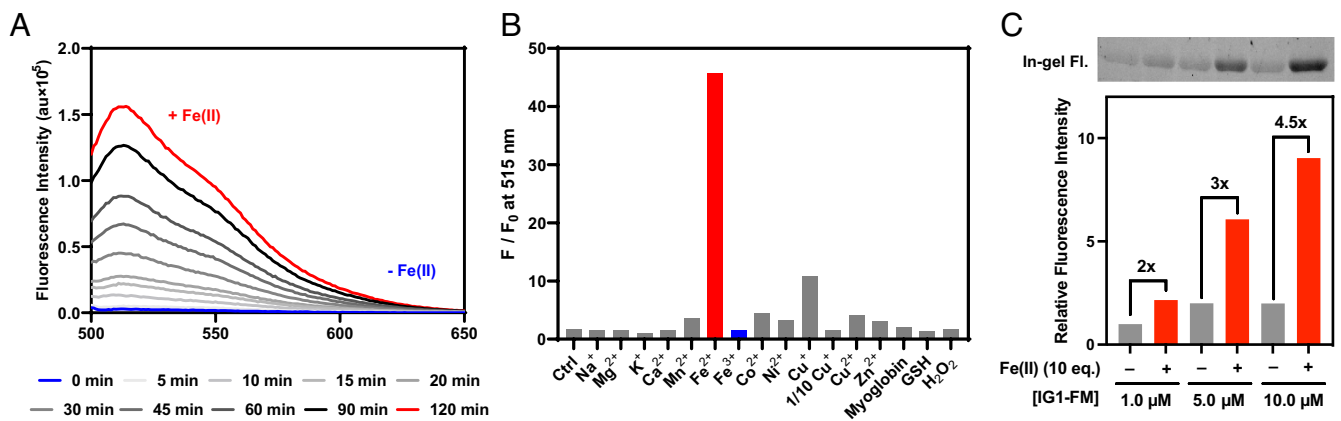 A
Fluorescence Intensity (au×10⁵)
2.0
1.5
1.0
0.5
0.0
+ Fe(II)
- Fe(II)
500
550
600
650
0 min 5 min 10 min 15 min 20 min
30 min 45 min 60 min 90 min 120 min
B
F / F₀ at 515 nm
50
40
30
20
10
0
Ctrl
Na⁺
Mg²⁺
K⁺
Ca²⁺
Mn²⁺
Fe²⁺
Fe³⁺
Co²⁺
Ni²⁺
Cu⁺
1/10 Cu⁺
Cu²⁺
Zn²⁺
Myoglobin
GSH
H₂O₂
C
In-gel Fl.
Relative Fluorescence Intensity
10
5
0
2x
3x
4.5x
Fe(II) (10 eq.) – + – + – +
[IG1-FM] 1.0 μM 5.0 μM 10.0 μM